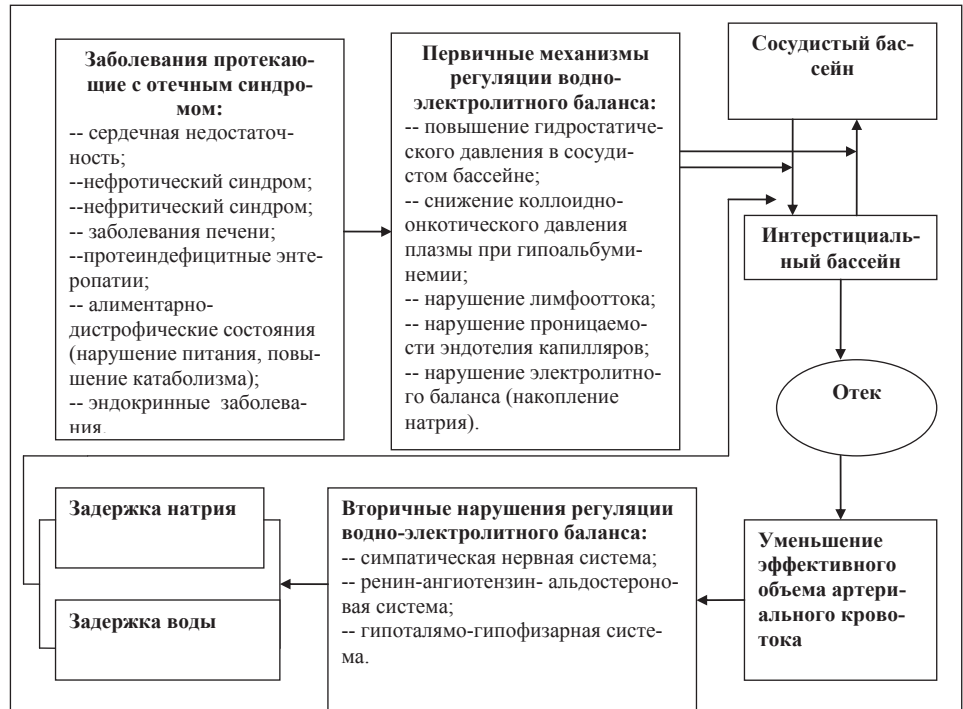 Заболевания протекаю-
щие с отечным синдро-
мом:
-- сердечная недостаточ-
ность;
--нефротический синдром;
--нефритический синдром;
-- заболевания печени;
--протеиндефицитные энте-
ропатии;
-- алиментарно-
дистрофические состояния
(нарушение питания, повы-
шение катаболизма);
-- эндокринные заболева-
ния.
Первичные механизмы
регуляции водно-
электролитного баланса:
-- повышение гидростатиче-
ского давления в сосуди-
стом бассейне;
-- снижение коллоидно-
онкотического давления
плазмы при гипоальбуми-
немии;
-- нарушение лимфооттока;
-- нарушение проницаемо-
сти эндотелия капилляров;
-- нарушение электролитно-
го баланса (накопление
натрия).
Сосудистый бас-
сейн
Интерстициаль-
ный бассейн
Отек
Уменьшение
эффективного
объема артери-
ального крово-
тока
Вторичные нарушения регуляции
водно-электролитного баланса:
-- симпатическая нервная система;
-- ренин-ангиотензин- альдостероно-
вая система;
-- гипоталямо-гипофизарная систе-
ма.
Задержка натрия
Задержка воды